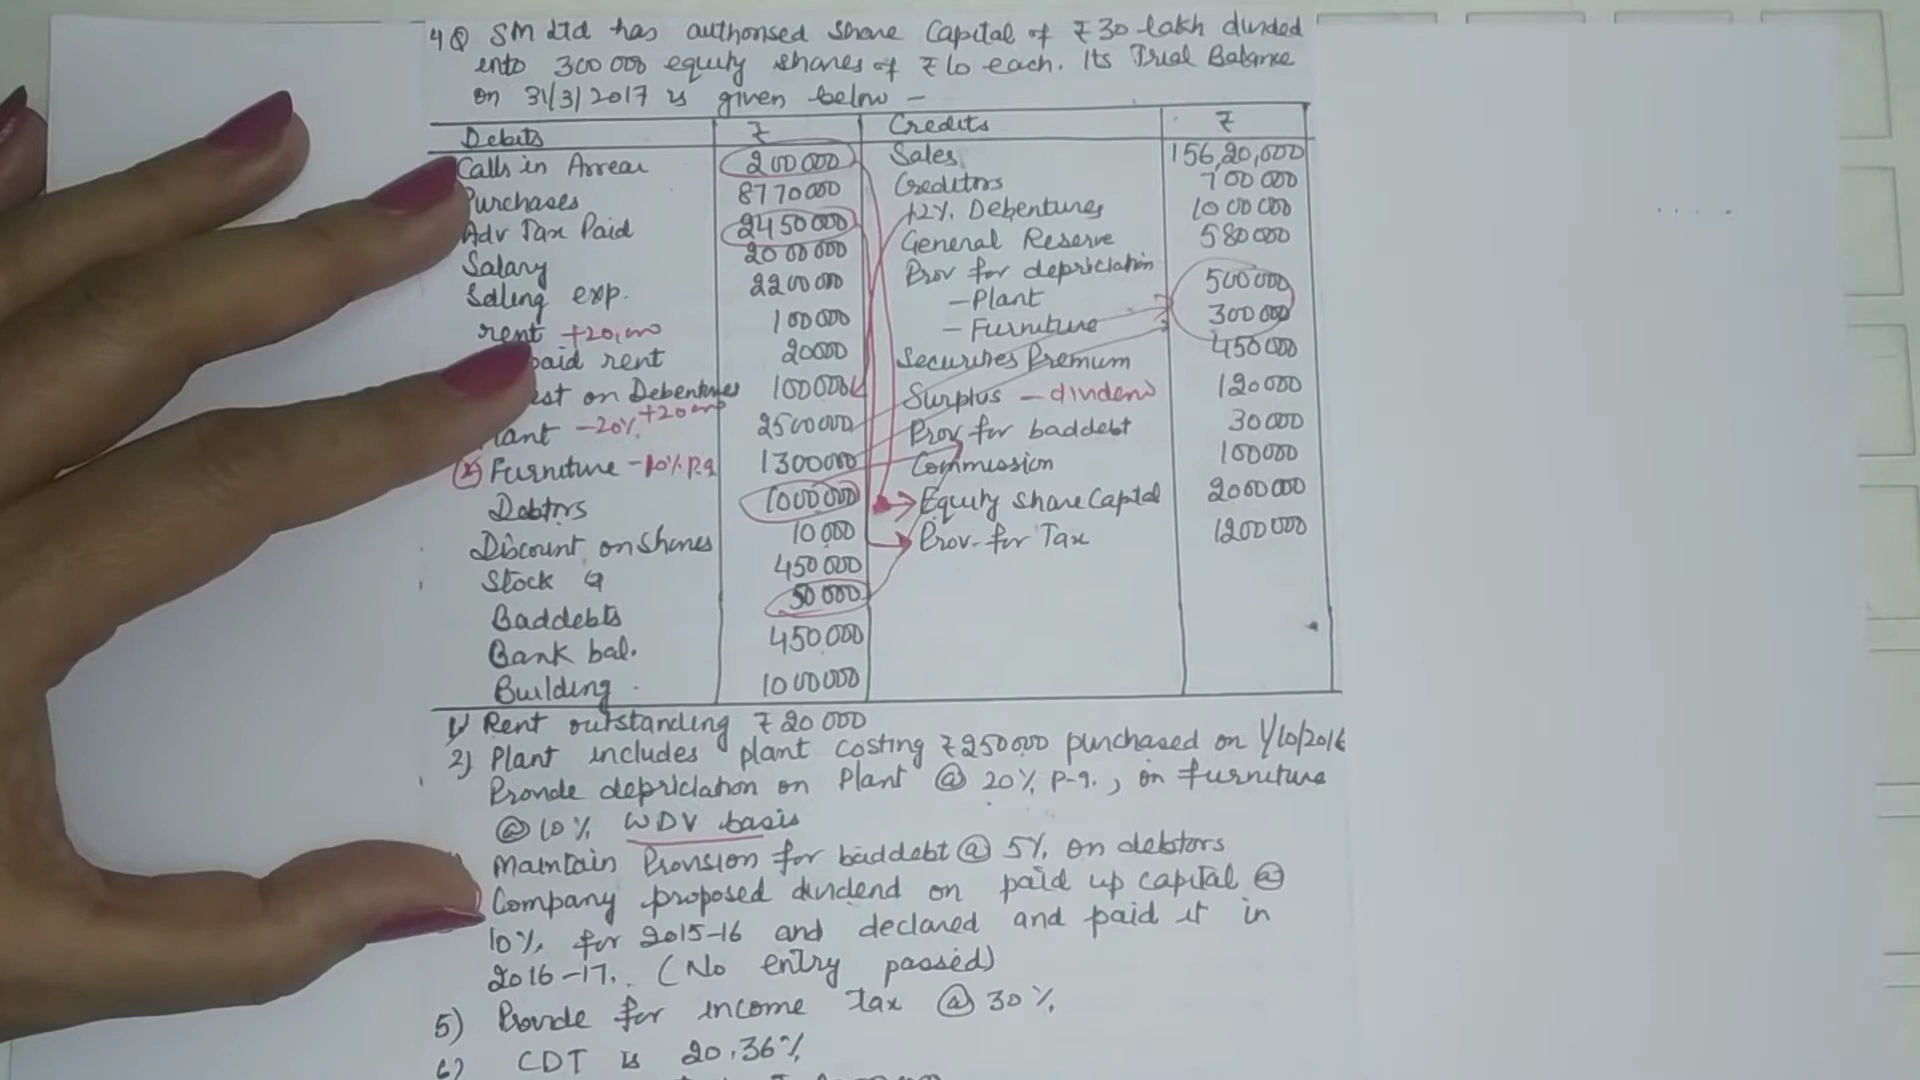 4Q SM Ltd has authorised Share Capital of ₹30 lakh divided
into 300 000 equity shares of ₹10 each. Its Trial Balance
on 31/3/2017 is given below –
Debits ₹ Credits ₹
Calls in Arrear 200000 Sales 156,20,000
Purchases 8770000 Creditors 700000
Adv Tax Paid 2450000 12% Debentures 1000000
Salary 2000000 General Reserve 580000
Selling exp. 2200000 Prov for depriciation
– Plant 500000
rent +20,000 100000 – Furniture 300000
paid rent 20000 Securities Premium 450000
est on Debentures 100000 Surplus – dividend 120000
lant –20% +20000 2500000 Prov for baddebt 30000
Furniture – 10% p.a 1300000 Commission 100000
Debtors 1000000 Equity Share Capital 2000000
Discount on Shares 10000 Prov. for Tax 1200000
Stock 450000
Baddebts 50000
Bank bal. 450000
Building 1000000
1) Rent outstanding ₹20000
2) Plant includes plant costing ₹250000 purchased on 1/10/2016
Provide depriciation on Plant @ 20% p.a., on furniture
@ 10% WDV basis
Maintain Provision for baddebt @ 5% on debtors
Company proposed dividend on paid up capital @
10% for 2015-16 and declared and paid it in
2016-17. (No entry passed)
5) Provide for income tax @ 30%
6) CDT is 20.36%